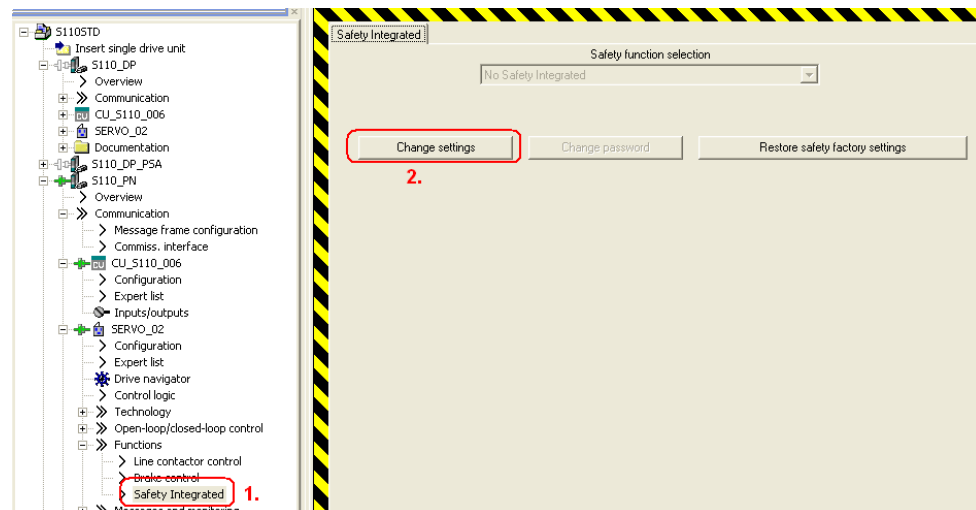 S110STD
Insert single drive unit
S110_DP
Overview
Communication
CU_S110_006
SERVO_02
Documentation
S110_DP_PSA
S110_PN
Overview
Communication
Message frame configuration
Commiss. interface
CU_S110_006
Configuration
Expert list
Inputs/outputs
SERVO_02
Configuration
Expert list
Drive navigator
Control logic
Technology
Open-loop/closed-loop control
Functions
Line contactor control
Brake control
Safety Integrated 1.
Messages and monitoring
Safety Integrated
Safety function selection
No Safety Integrated
Change settings Change password Restore safety factory settings
2.